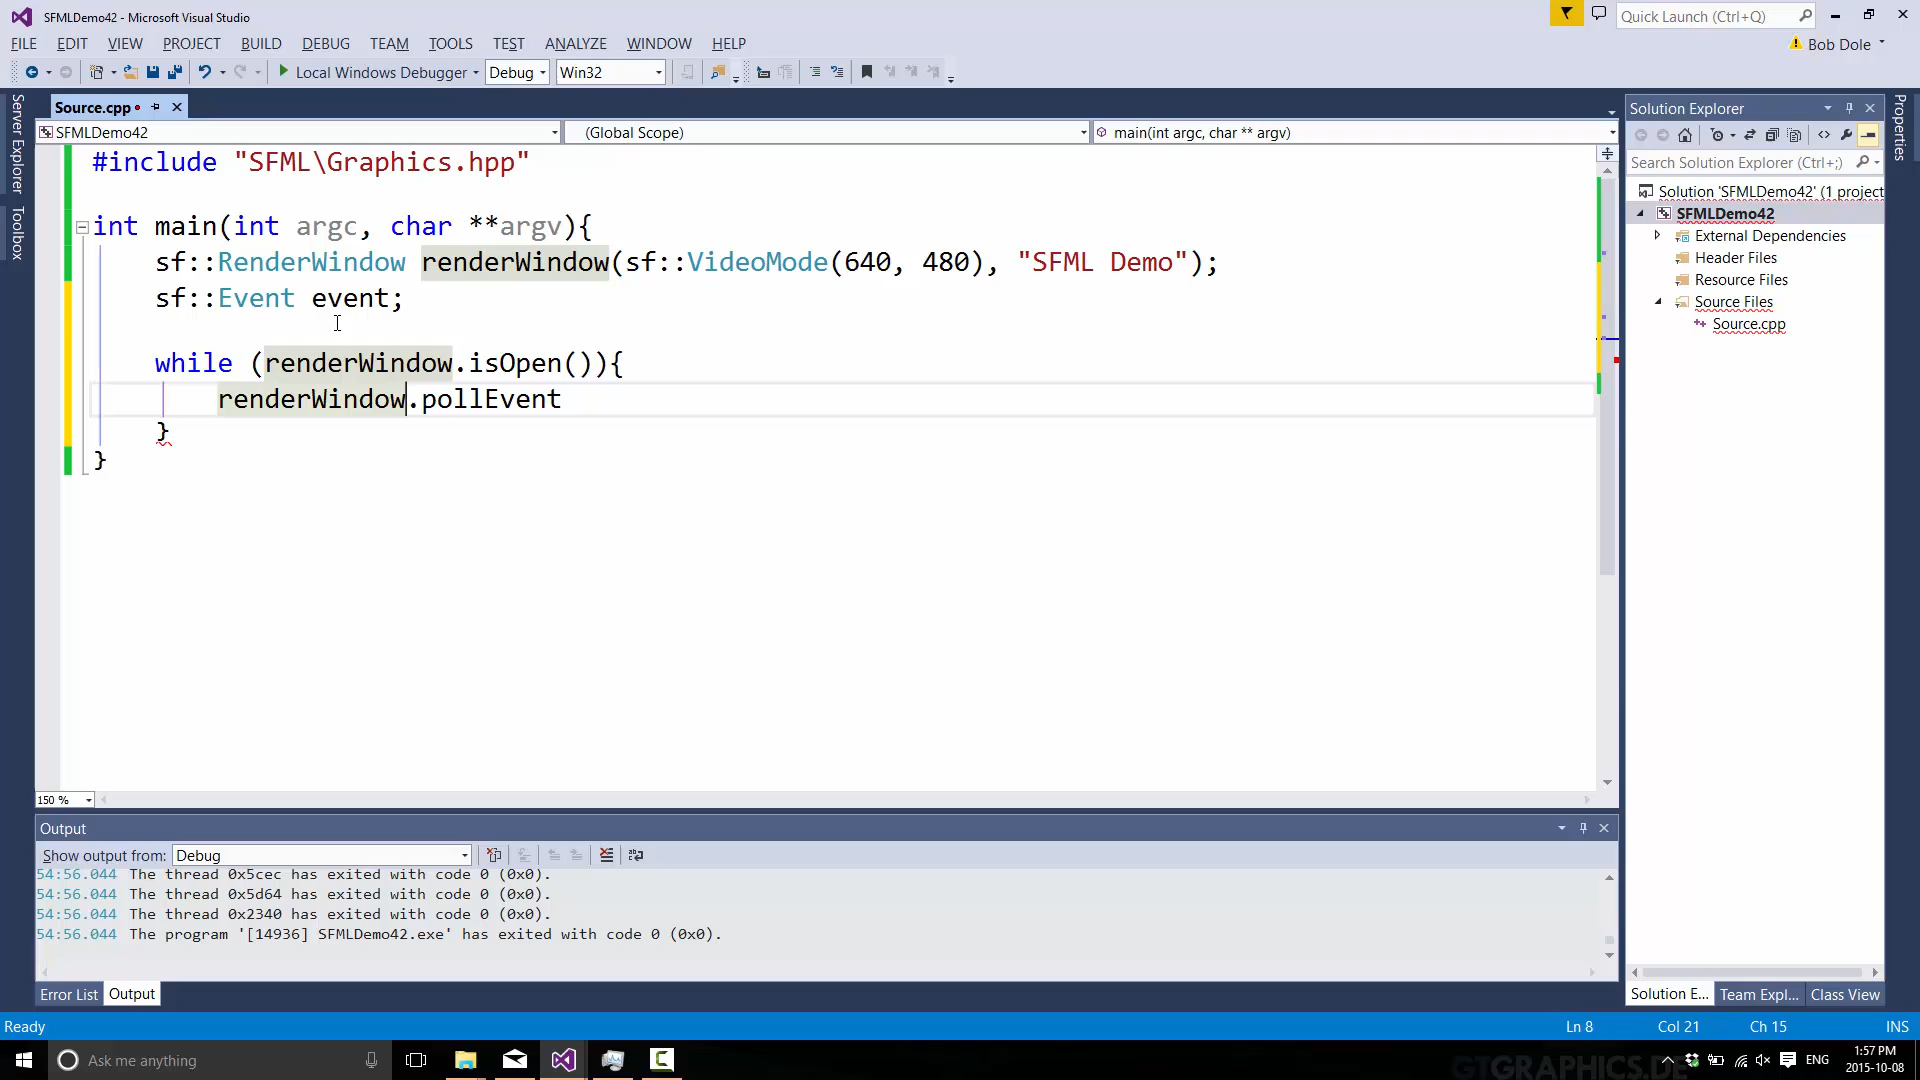 SFMLDemo42 - Microsoft Visual Studio
Quick Launch (Ctrl+Q)
FILE EDIT VIEW PROJECT BUILD DEBUG TEAM TOOLS TEST ANALYZE WINDOW HELP
Bob Dole
Local Windows Debugger Debug Win32
Server Explorer
Toolbox
Source.cpp
SFMLDemo42 (Global Scope) main(int argc, char ** argv)
#include "SFML\Graphics.hpp"
int main(int argc, char **argv){
sf::RenderWindow renderWindow(sf::VideoMode(640, 480), "SFML Demo");
sf::Event event;
while (renderWindow.isOpen()){
renderWindow.pollEvent
}
}
150 %
Solution Explorer
Search Solution Explorer (Ctrl+;)
Solution 'SFMLDemo42' (1 project
SFMLDemo42
External Dependencies
Header Files
Resource Files
Source Files
Source.cpp
Properties
Output
Show output from: Debug
54:56.044 The thread 0x5cec has exited with code 0 (0x0).
54:56.044 The thread 0x5d64 has exited with code 0 (0x0).
54:56.044 The thread 0x2340 has exited with code 0 (0x0).
54:56.044 The program '[14936] SFMLDemo42.exe' has exited with code 0 (0x0).
Error List Output
Solution E... Team Expl... Class View
Ready Ln 8 Col 21 Ch 15 INS
Ask me anything
GTGRAPHICS.DE
ENG
1:57 PM
2015-10-08